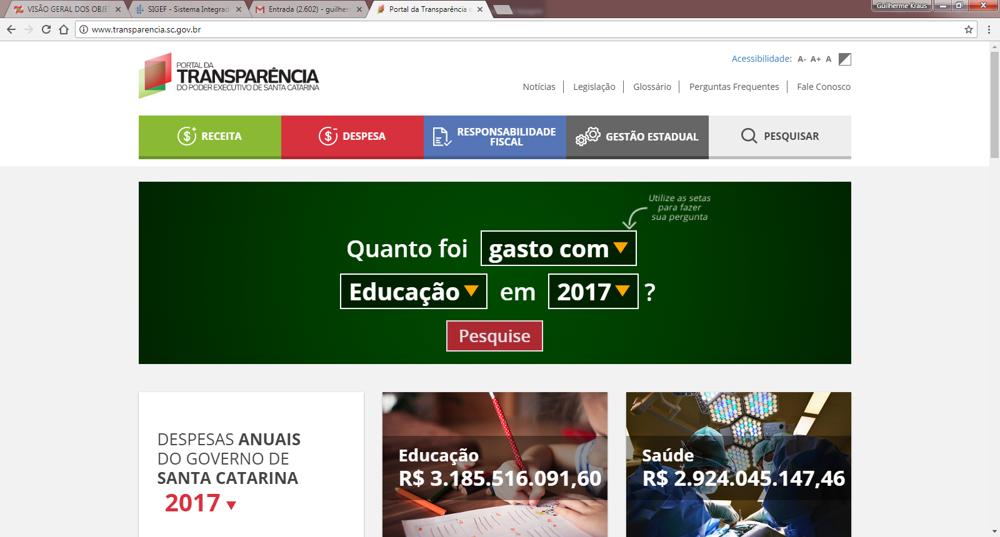 VISÃO GERAL DOS OBJE
SIGEF - Sistema Integrad
Entrada (2.602) - guilherm
Portal da Transparência
Guilherme Kraus
www.transparencia.sc.gov.br
Acessibilidade: A- A+ A
PORTAL DA
TRANSPARÊNCIA
DO PODER EXECUTIVO DE SANTA CATARINA
Notícias
Legislação
Glossário
Perguntas Frequentes
Fale Conosco
RECEITA
DESPESA
RESPONSABILIDADE
FISCAL
GESTÃO ESTADUAL
PESQUISAR
Utilize as setas
para fazer
sua pergunta
Quanto foi gasto com
Educação em 2017 ?
Pesquise
DESPESAS ANUAIS
DO GOVERNO DE
SANTA CATARINA
2017
Educação
R$ 3.185.516.091,60
Saúde
R$ 2.924.045.147,46